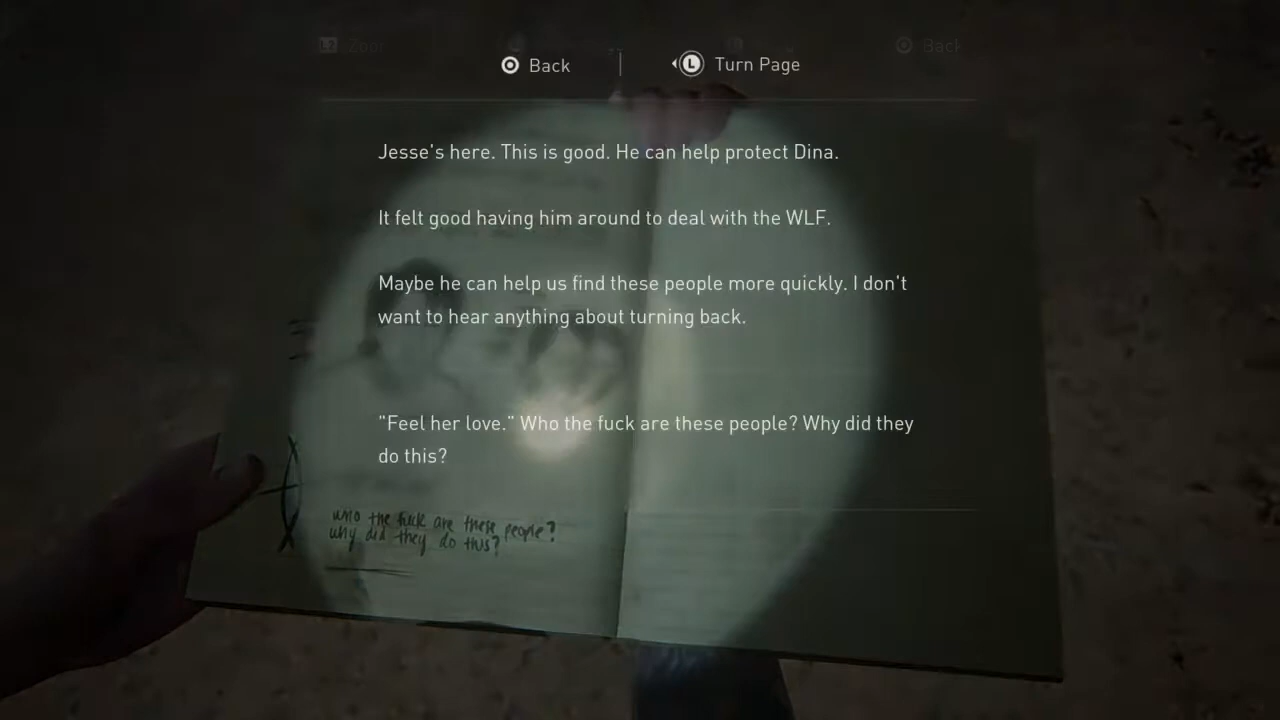 L2 Zoom
Back
Back
L Turn Page
Jesse's here. This is good. He can help protect Dina.
It felt good having him around to deal with the WLF.
Maybe he can help us find these people more quickly. I don't
want to hear anything about turning back.
"Feel her love." Who the fuck are these people? Why did they
do this?
who the fuck are these people?
why did they do this?